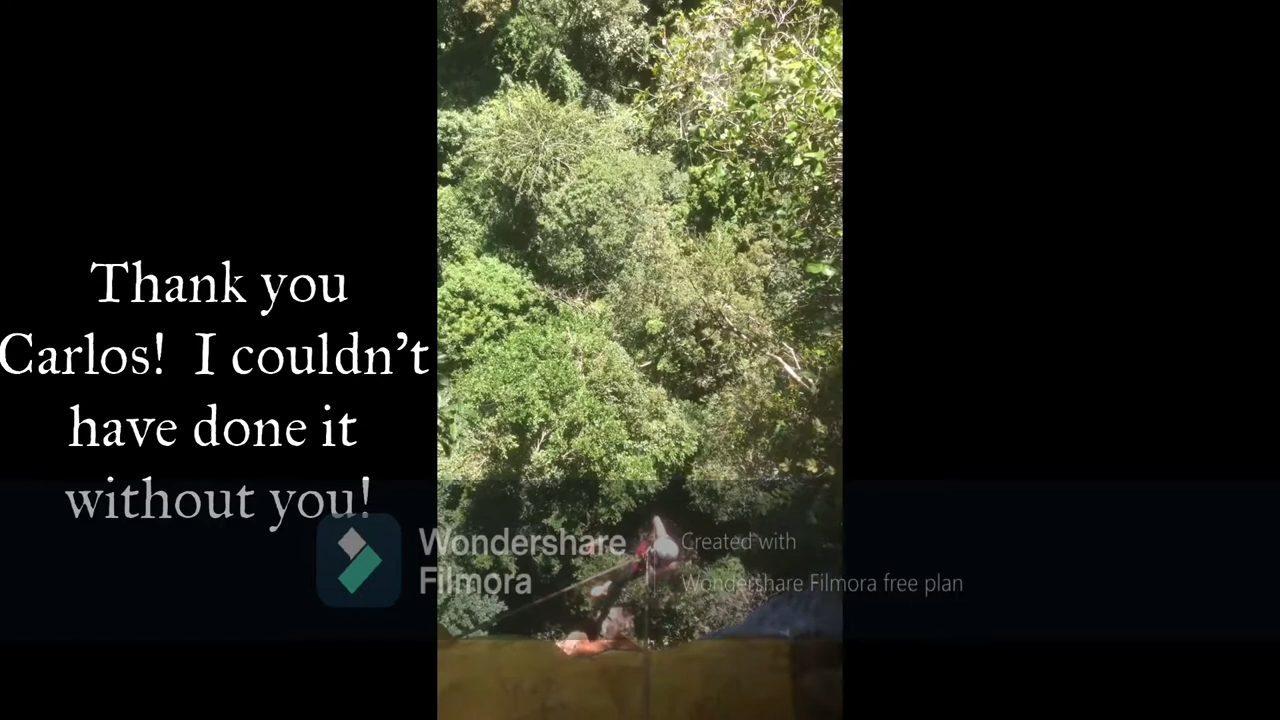 Thank you
Carlos!  I couldn't
have done it
without you!
Wondershare
Filmora
Created with
Wondershare Filmora free plan